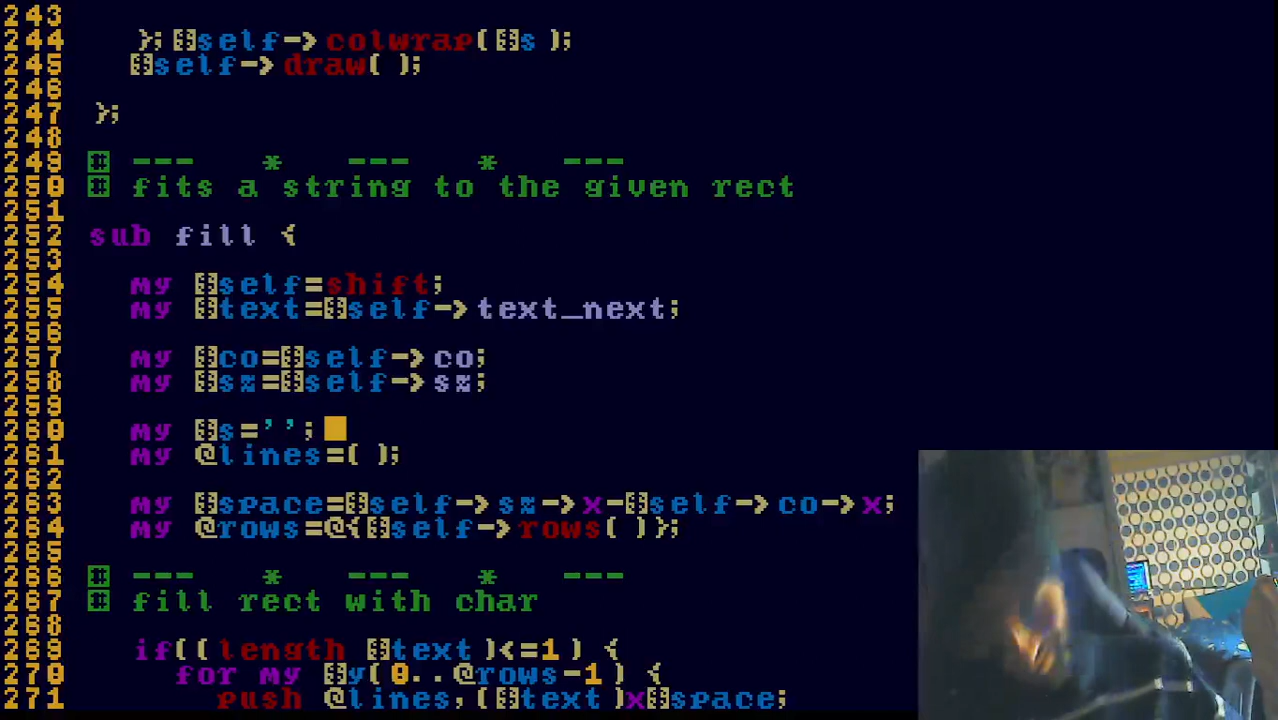 243
244 }; $self->colwrap($s );
245 $self->draw( );
246
247 };
248
249 # --- * --- * ---
250 # fits a string to the given rect
251
252 sub fill {
253
254 my $self=shift;
255 my $text=$self->text_next;
256
257 my $co=$self->co;
258 my $sz=$self->sz;
259
260 my $s='';
261 my @lines=( );
262
263 my $space=$self->sz->x-$self->co->x;
264 my @rows=@{$self->rows( )};
265
266 # --- * --- * ---
267 # fill rect with char
268
269 if((length $text)<=1 ) {
270 for my $y(0..@rows-1 ) {
271 push @lines,($text)x$space;